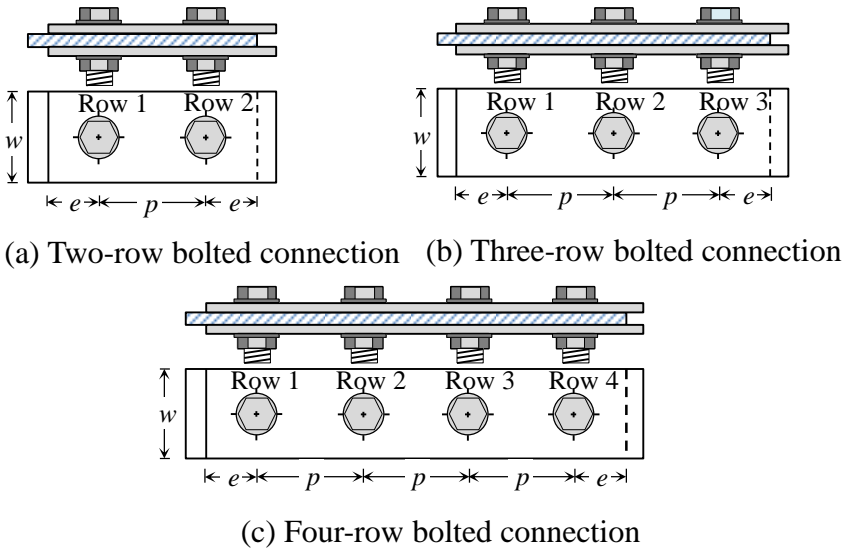 Row 1 Row 2
w
e p e
(a) Two-row bolted connection
Row 1 Row 2 Row 3
w
e p p e
(b) Three-row bolted connection
Row 1 Row 2 Row 3 Row 4
w
e p p p e
(c) Four-row bolted connection